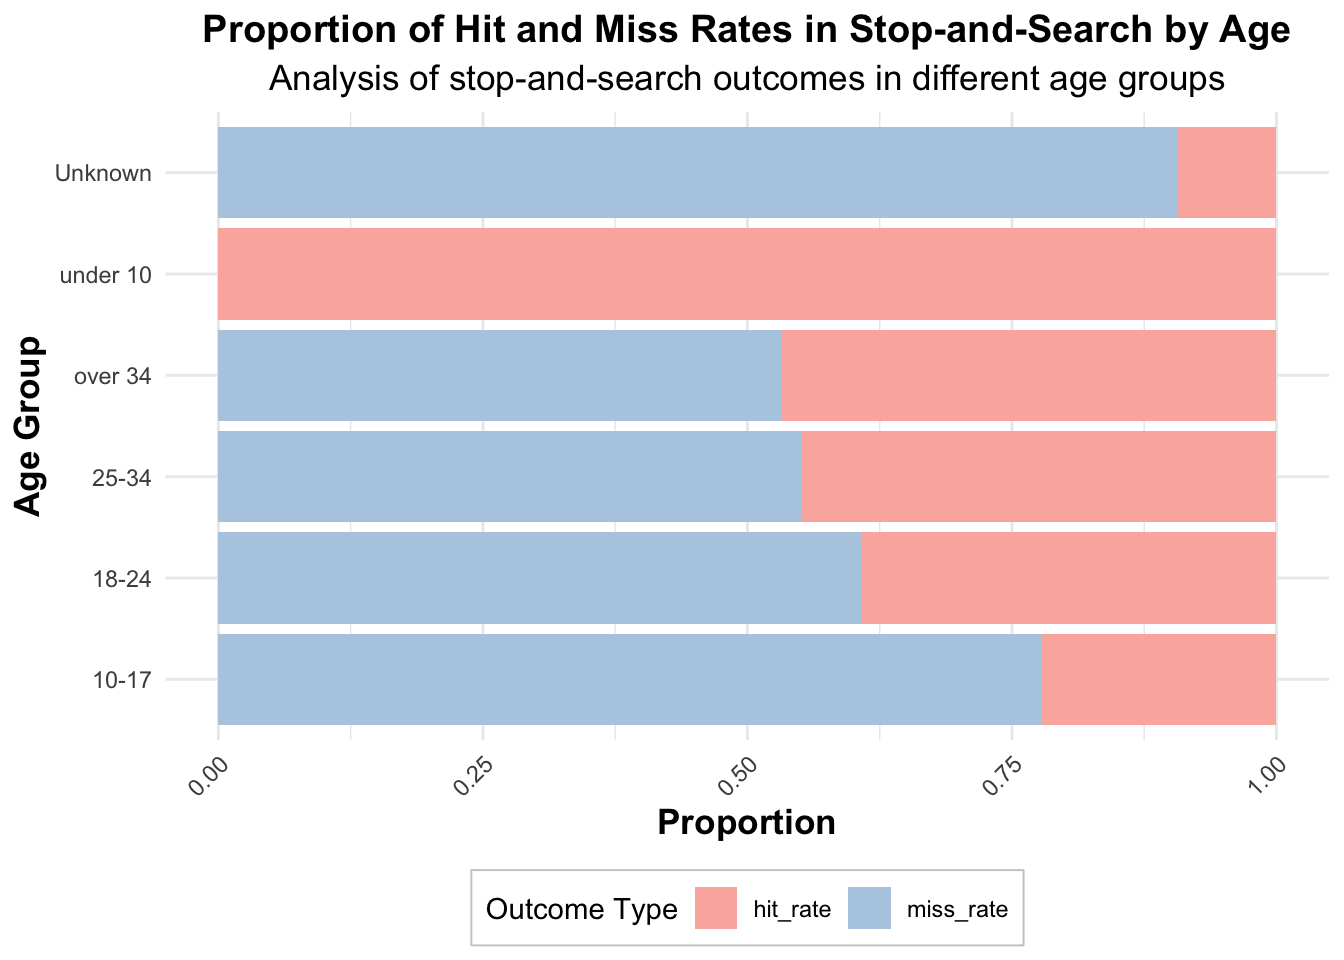 Proportion of Hit and Miss Rates in Stop-and-Search by Age
Analysis of stop-and-search outcomes in different age groups
Age Group
Unknown
under 10
over 34
25-34
18-24
10-17
0.00 0.25 0.50 0.75 1.00
Proportion
Outcome Type hit_rate miss_rate